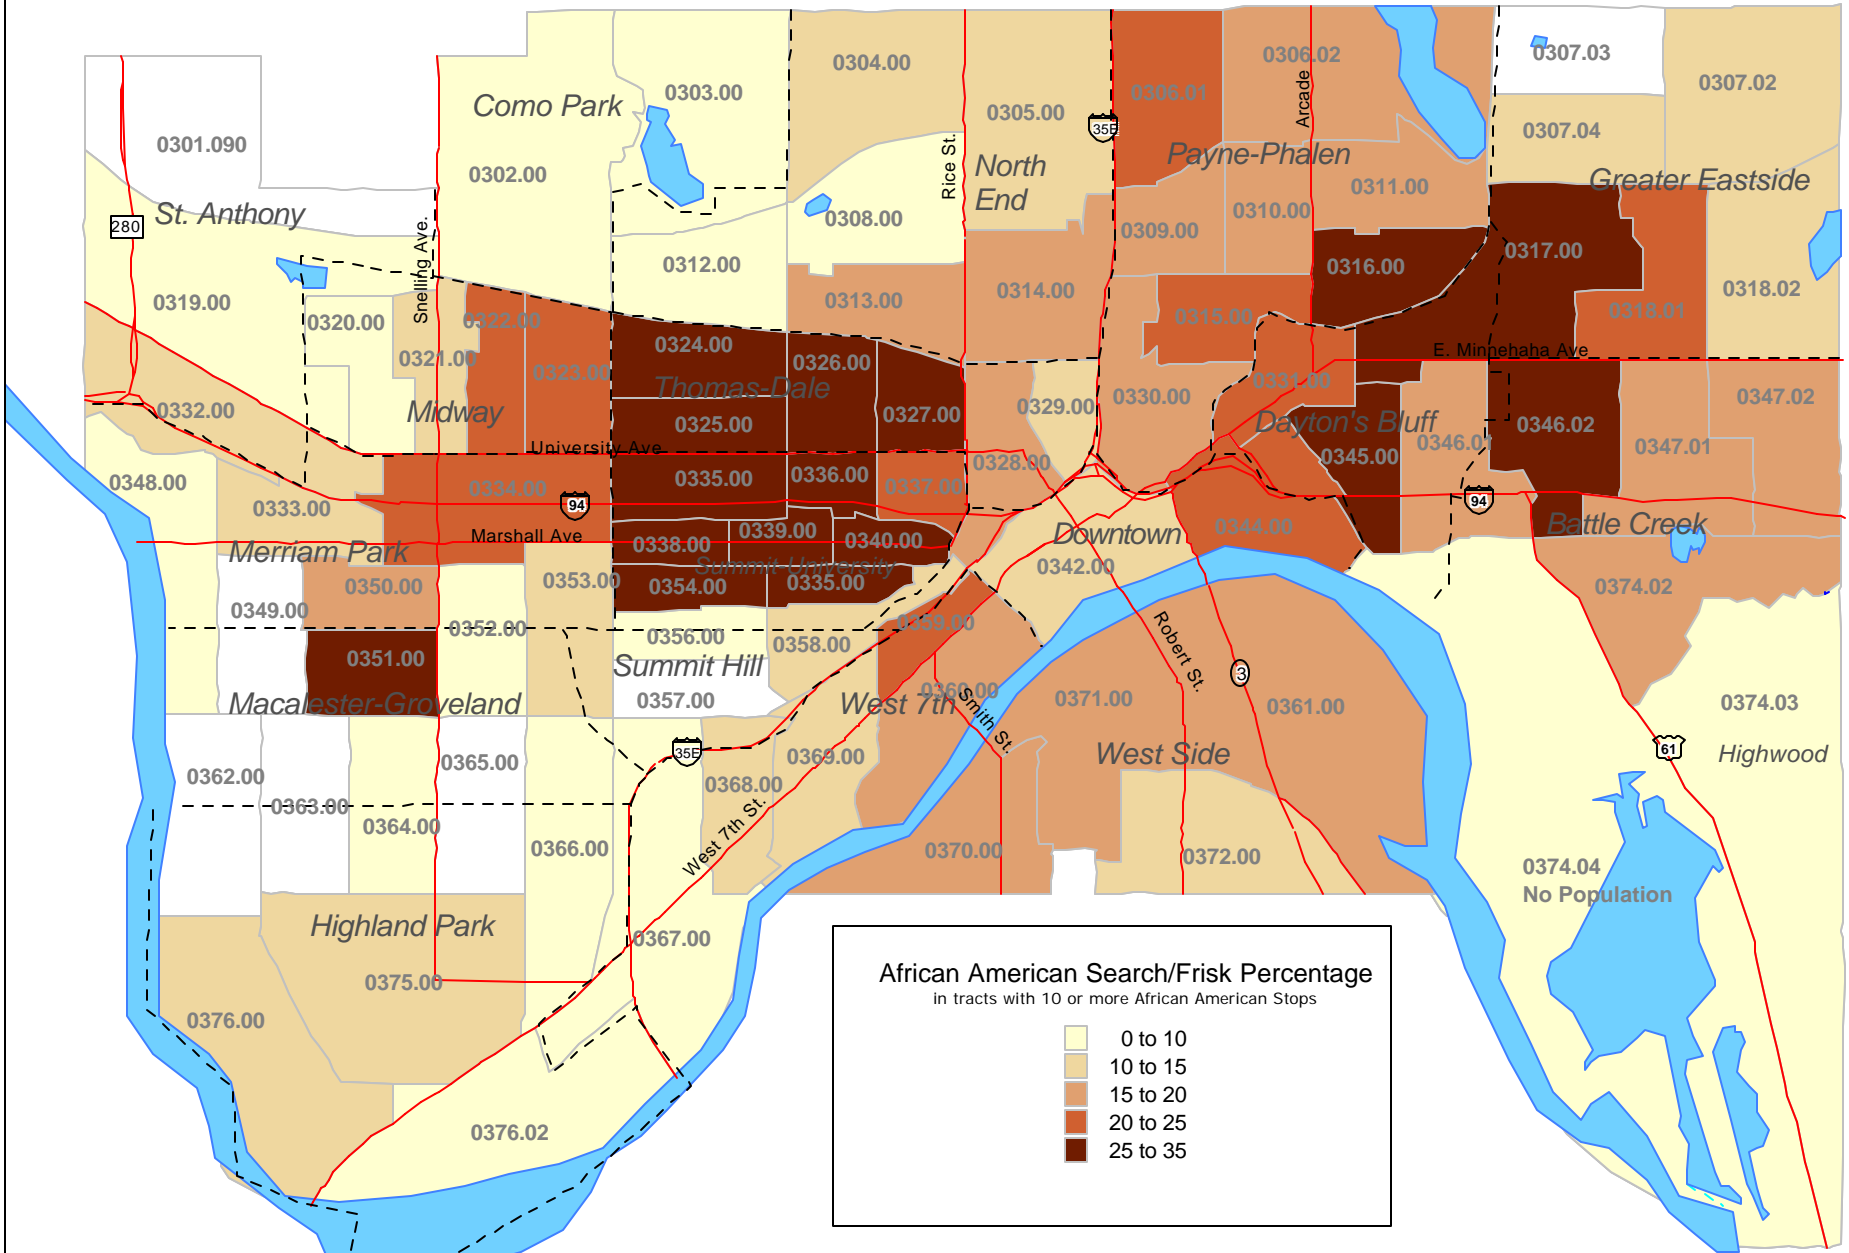 0304.00
0306.02
0307.03
0303.00
0307.02
0306.01
Arcade
Como Park
0305.00
35E
0307.04
0301.090
Rice St.
North
End
Payne-Phalen
0302.00
0311.00
Greater Eastside
St. Anthony
280
0308.00
0310.00
0309.00
Snelling Ave.
0312.00
0316.00
0317.00
0319.00
0313.00
0314.00
0318.02
0320.00
0322.00
0315.00
0318.01
0321.00
0324.00
E. Minnehaha Ave
0326.00
0323.00
Thomas-Dale
0331.00
0330.00
0347.02
0332.00
Midway
0327.00
0329.00
Dayton's Bluff
0325.00
0346.01
0346.02
0347.01
University Ave
0345.00
0328.00
0348.00
0335.00
0336.00
0334.00
0337.00
94
94
0333.00
Downtown
0344.00
Battle Creek
Marshall Ave
0339.00
0338.00
0340.00
Merriam Park
Summit-University
0342.00
0353.00
0350.00
0354.00
0335.00
0374.02
0349.00
0352.00
0356.00
0359.00
0358.00
Robert St.
0351.00
Summit Hill
3
0360.00
Macalester-Groveland
0357.00
West 7th
Smith St.
0371.00
0361.00
0374.03
35E
West Side
61
Highwood
0365.00
0369.00
0362.00
0368.00
0363.00
0364.00
West 7th St.
0366.00
0370.00
0372.00
0374.04
No Population
Highland Park
0367.00
0375.00
0376.00
0376.02
African American Search/Frisk Percentage
in tracts with 10 or more African American Stops
0 to 10
10 to 15
15 to 20
20 to 25
25 to 35